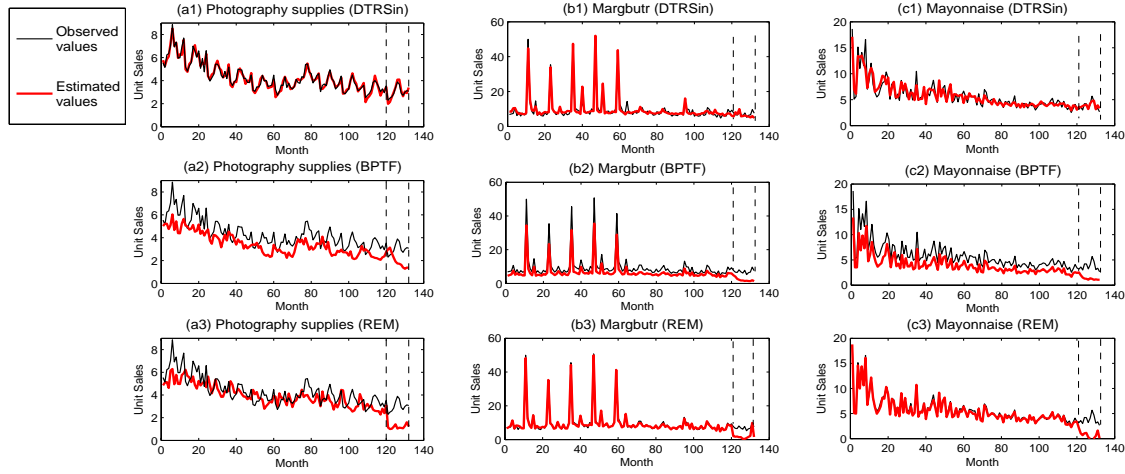 Observed
values
Estimated
values
(a1) Photography supplies (DTRSin)
8
6
4
2
0
0 20 40 60 80 100 120 140
Month
Unit Sales
(b1) Margbutr (DTRSin)
60
40
20
0
0 20 40 60 80 100 120 140
Month
Unit Sales
(c1) Mayonnaise (DTRSin)
20
15
10
5
0
0 20 40 60 80 100 120 140
Month
Unit Sales
(a2) Photography supplies (BPTF)
8
6
4
2
0
0 20 40 60 80 100 120 140
Month
Unit Sales
(b2) Margbutr (BPTF)
60
40
20
0
0 20 40 60 80 100 120 140
Month
Unit Sales
(c2) Mayonnaise (BPTF)
20
15
10
5
0
0 20 40 60 80 100 120 140
Month
Unit Sales
(a3) Photography supplies (REM)
8
6
4
2
0
0 20 40 60 80 100 120 140
Month
Unit Sales
(b3) Margbutr (REM)
60
40
20
0
0 20 40 60 80 100 120 140
Month
Unit Sales
(c3) Mayonnaise (REM)
20
15
10
5
0
0 20 40 60 80 100 120 140
Month
Unit Sales